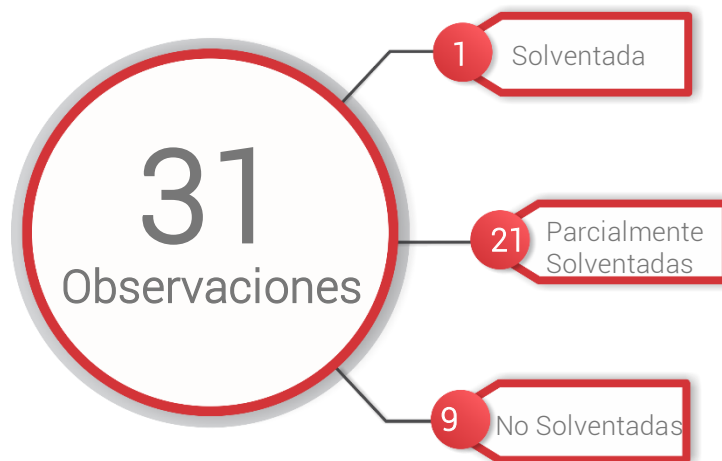 31
Observaciones
1
Solventada
21
Parcialmente
Solventadas
9
No Solventadas